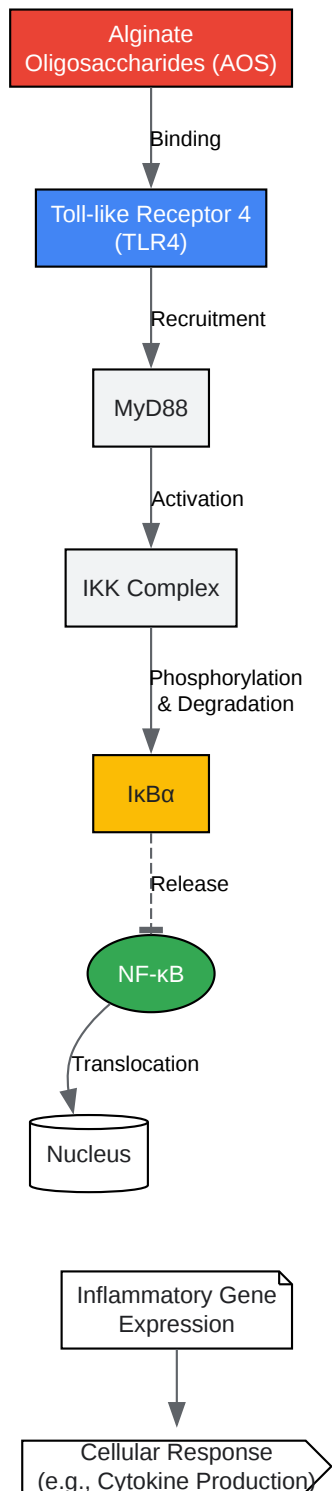 Alginate
Oligosaccharides (AOS)
Binding
Toll-like Receptor 4
(TLR4)
Recruitment
MyD88
Activation
IKK Complex
Phosphorylation
& Degradation
IκBα
Release
NF-κB
Translocation
Nucleus
Inflammatory Gene
Expression
Cellular Response
(e.g., Cytokine Production)